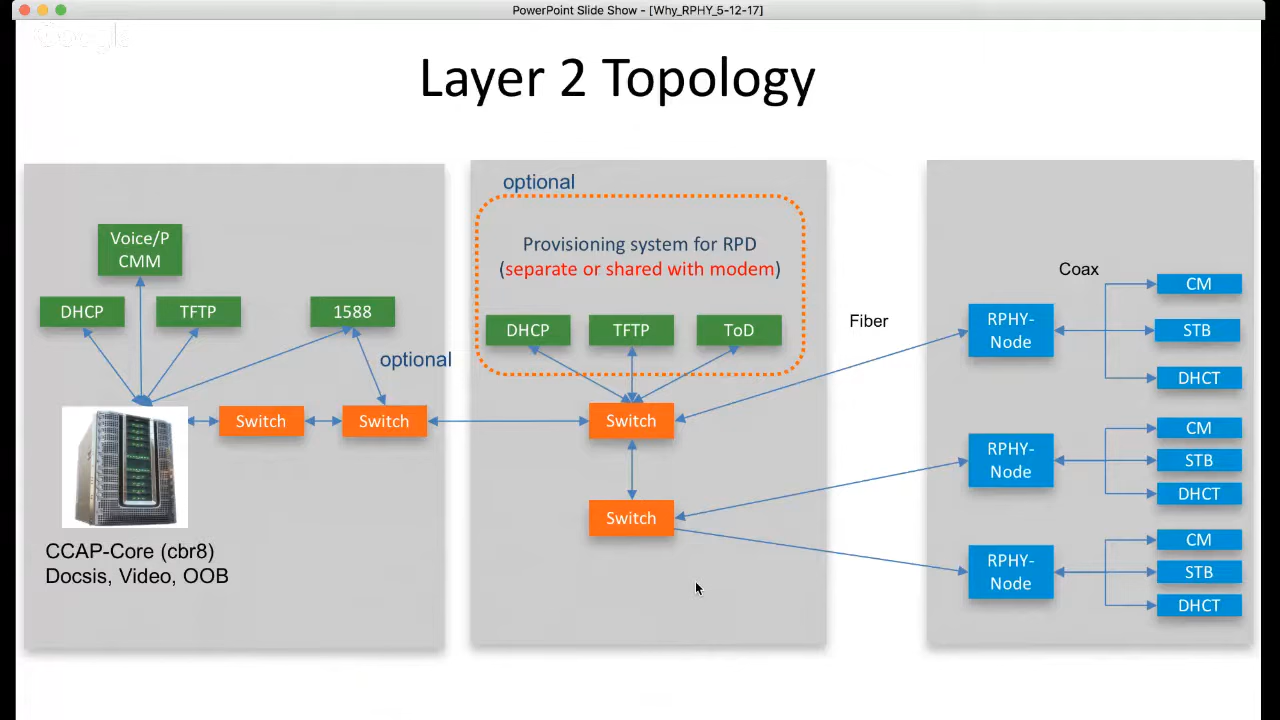 PowerPoint Slide Show - [Why_RPHY_5-12-17]
Google
Layer 2 Topology
Voice/P
CMM
DHCP
TFTP
1588
optional
Switch
Switch
CCAP-Core (cbr8)
Docsis, Video, OOB
optional
Provisioning system for RPD
(separate or shared with modem)
DHCP
TFTP
ToD
Switch
Switch
Fiber
Coax
RPHY-
Node
CM
STB
DHCT
RPHY-
Node
CM
STB
DHCT
RPHY-
Node
CM
STB
DHCT